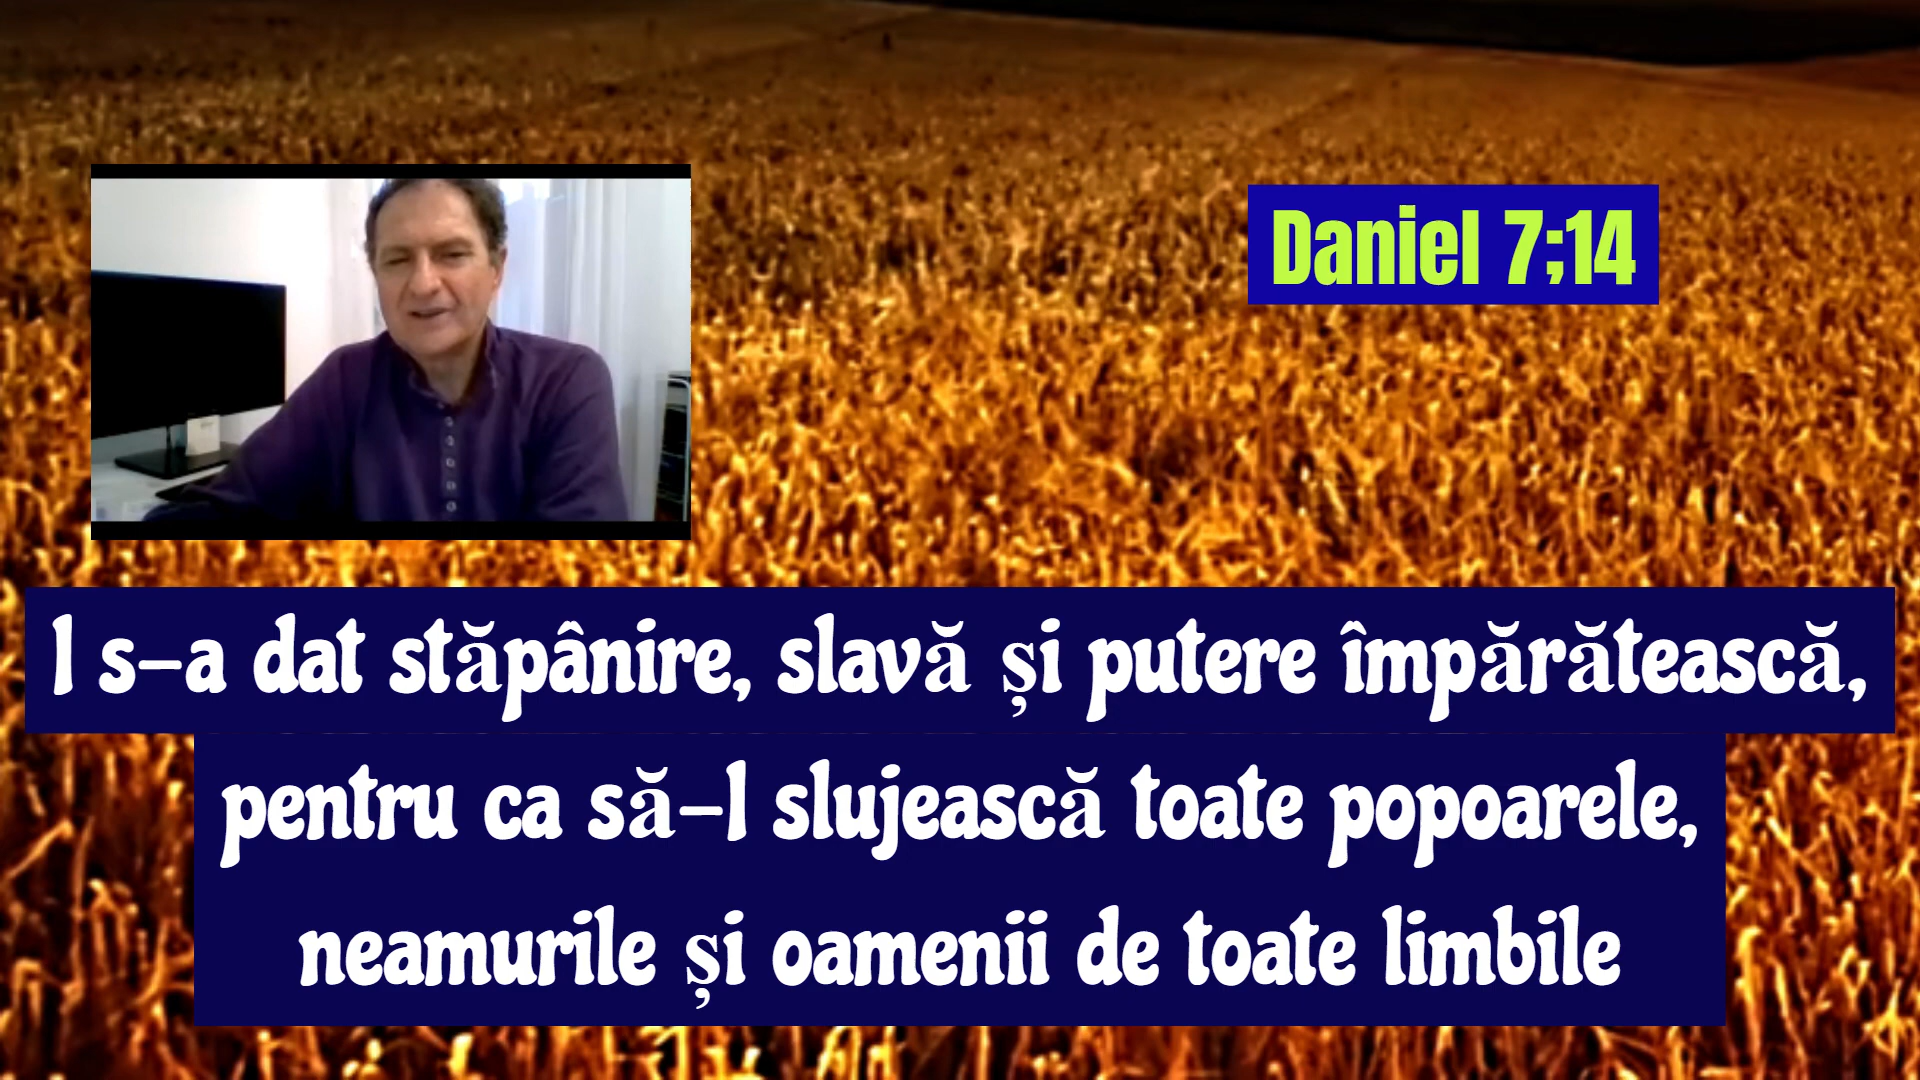 Daniel 7;14
I s-a dat stăpânire, slavă și putere împărătească,
pentru ca să-l slujească toate popoarele,
neamurile și oamenii de toate limbile